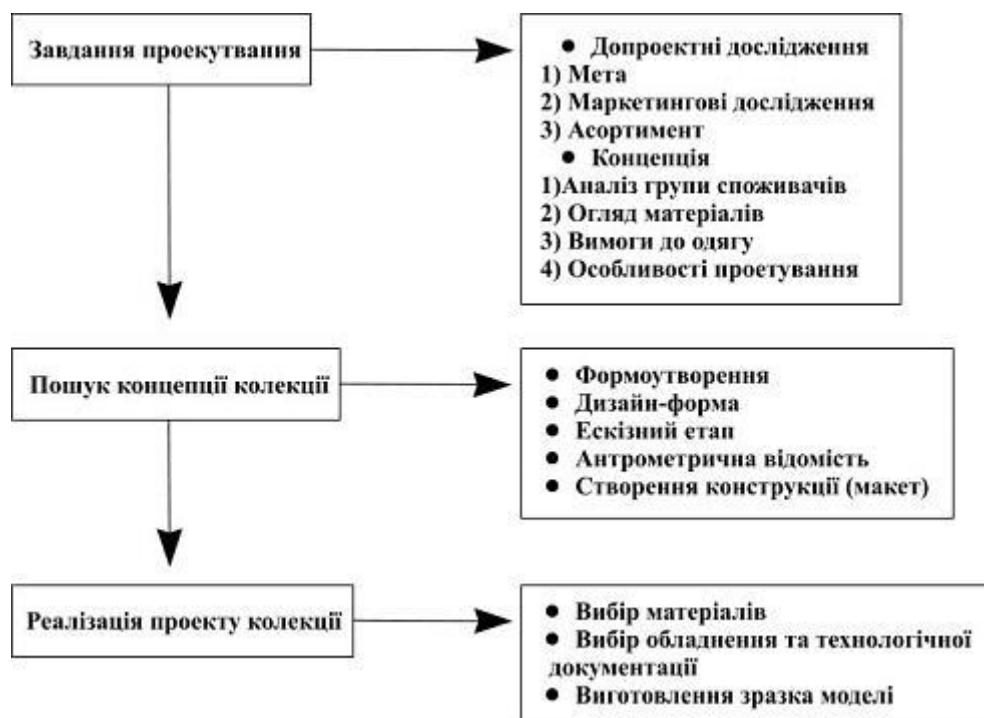 Завдання проекутвання
● Допроектні дослідження
1) Мета
2) Маркетингові дослідження
3) Асортимент
● Концепція
1)Аналіз групи споживачів
2) Огляд матеріалів
3) Вимоги до одягу
4) Особливості проетування
Пошук концепції колекції
● Формоутворення
● Дизайн-форма
● Ескізний етап
● Антрометрична відомість
● Створення конструкції (макет)
Реалізація проекту колекції
● Вибір матеріалів
● Вибір обладнення та технологічної
документації
● Виготовлення зразка моделі